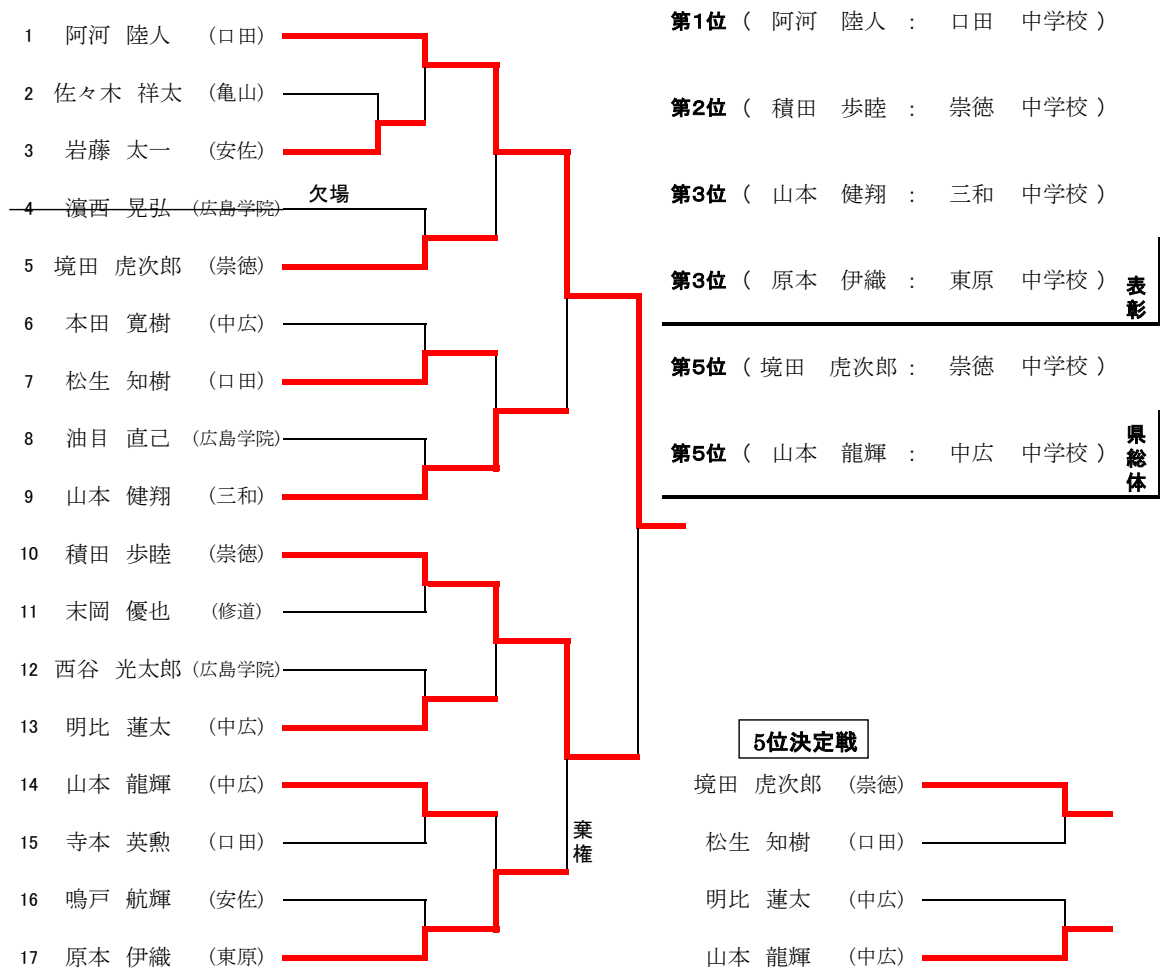 1 阿河 陸人 (口田)
2 佐々木 祥太 (亀山)
3 岩藤 太一 (安佐)
4 濵西 晃弘 (広島学院) 欠場
5 境田 虎次郎 (崇徳)
6 本田 寛樹 (中広)
7 松生 知樹 (口田)
8 油目 直己 (広島学院)
9 山本 健翔 (三和)
10 積田 歩睦 (崇徳)
11 末岡 優也 (修道)
12 西谷 光太郎 (広島学院)
13 明比 蓮太 (中広)
14 山本 龍輝 (中広)
15 寺本 英勲 (口田)
16 鳴戸 航輝 (安佐)
17 原本 伊織 (東原)
棄権
第1位 ( 阿河 陸人 : 口田 中学校 )
第2位 ( 積田 歩睦 : 崇徳 中学校 )
第3位 ( 山本 健翔 : 三和 中学校 )
第3位 ( 原本 伊織 : 東原 中学校 )
表彰
第5位 ( 境田 虎次郎 : 崇徳 中学校 )
第5位 ( 山本 龍輝 : 中広 中学校 )
県総体
5位決定戦
境田 虎次郎 (崇徳)
松生 知樹 (口田)
明比 蓮太 (中広)
山本 龍輝 (中広)